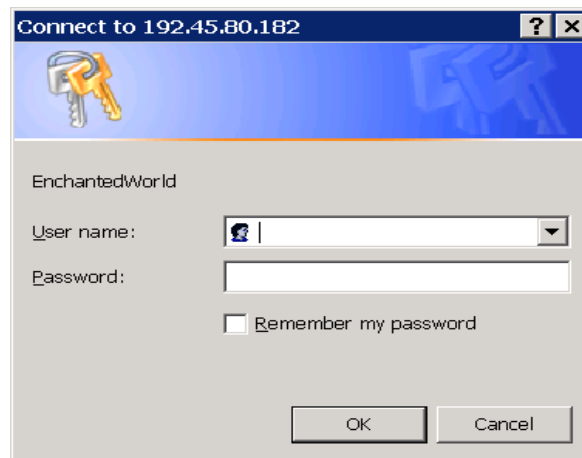 Connect to 192.45.80.182
EnchantedWorld
User name:
Password:
Remember my password
OK Cancel